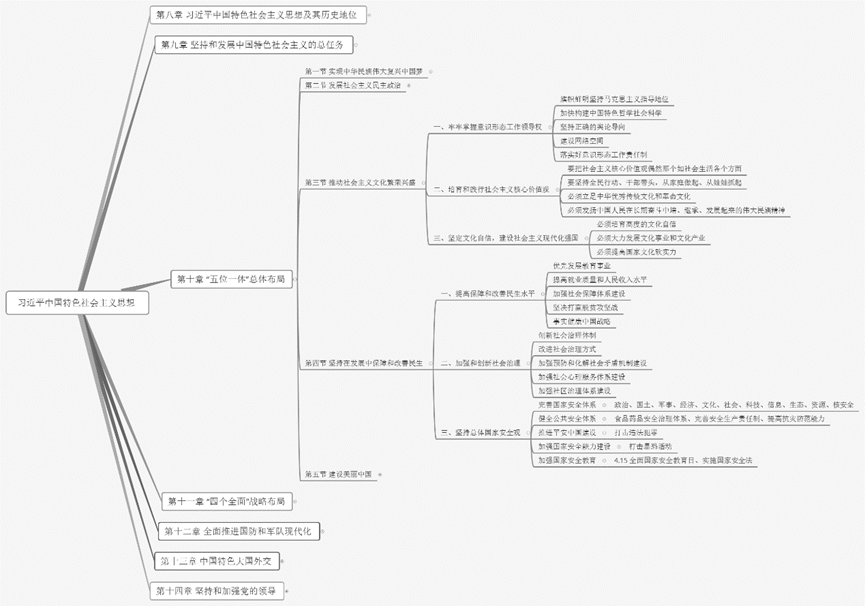 第八章 习近平中国特色社会主义思想及其历史地位
第九章 坚持和发展中国特色社会主义的总任务
第一节 实现中华民族伟大复兴中国梦
第二节 发展社会主义民主政治
旗帜鲜明坚持马克思主义指导地位
加快构建中国特色哲学社会科学
一、牢牢掌握意识形态工作领导权
坚持正确的舆论导向
建设网络空间
落实好意识形态工作责任制
要把社会主义核心价值观偶然那个如社会生活各个方面
第三节 推动社会主义文化繁荣兴盛
二、培育和践行社会主义核心价值观
要坚持全民行动、干部带头，从家庭做起、从娃娃抓起
必须立足中华优秀传统文化和革命文化
必须发扬中国人民在长期奋斗中培、继承、发展起来的伟大民族精神
必须培育高度的文化自信
三、坚定文化自信，建设社会主义现代化强国
必须大力发展文化事业和文化产业
必须提高国家文化软实力
第十章 “五位一体”总体布局
优先发展教育事业
提高就业质量和人民收入水平
一、提高保障和改善民生水平
加强社会保障体系建设
习近平中国特色社会主义思想
坚决打赢脱贫攻坚战
事实健康中国战略
创新社会治理体制
改进社会治理方式
第四节 坚持在发展中保障和改善民生
二、加强和创新社会治理
加强预防和化解社会矛盾机制建设
加强社会心理服务体系建设
加强社区治理体系建设
完善国家安全体系
政治、国土、军事、经济、文化、社会、科技、信息、生态、资源、核安全
健全公共安全体系
食品药品安全治理体系、完善安全生产责任制、提高抗灾防范能力
三、坚持总体国家安全观
推进平安中国建设
打击违法犯罪
加强国家安全能力建设
打击恐怖活动
加强国家安全教育
4.15 全面国家安全教育日、实施国家安全法
第五节 建设美丽中国
第十一章 “四个全面”战略布局
第十二章 全面推进国防和军队现代化
第十三章 中国特色大国外交
第十四章 坚持和加强党的领导